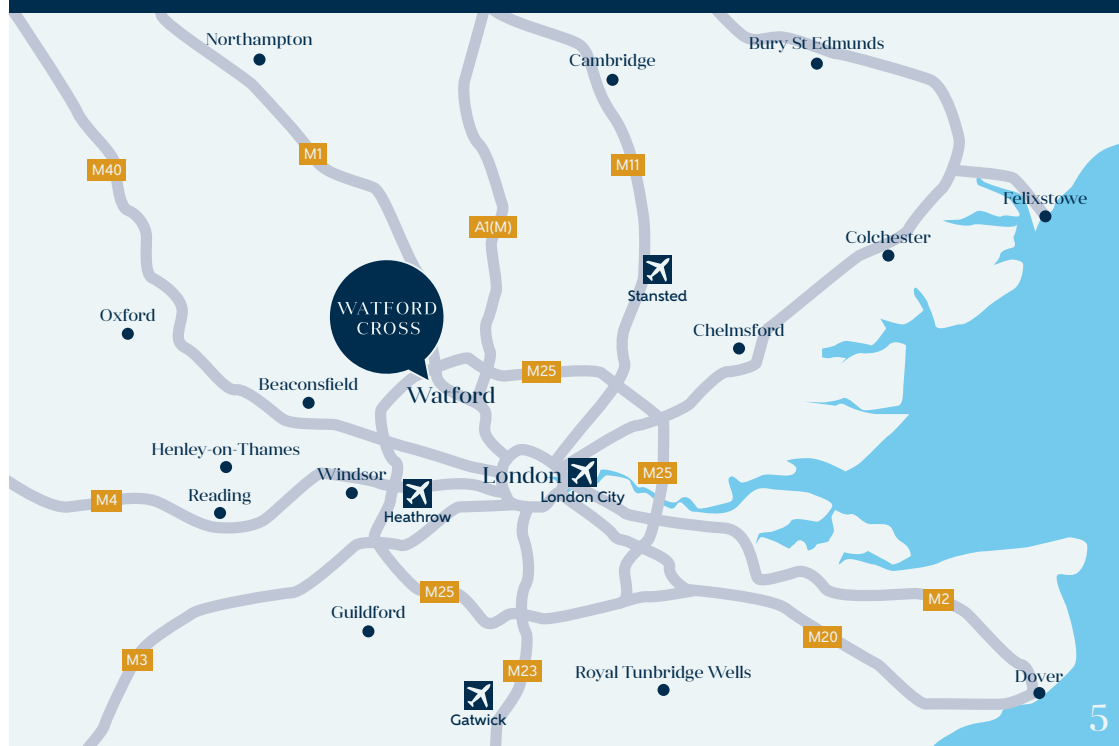 Northampton
Bury St Edmunds
Cambridge
M1
M11
M40
Felixstowe
A1(M)
Colchester
Stansted
WATFORD
CROSS
Oxford
Chelmsford
M25
Beaconsfield
Watford
Henley-on-Thames
Windsor
London
M25
Reading
London City
M4
Heathrow
M25
M2
Guildford
M20
M3
M23
Royal Tunbridge Wells
Dover
Gatwick
5